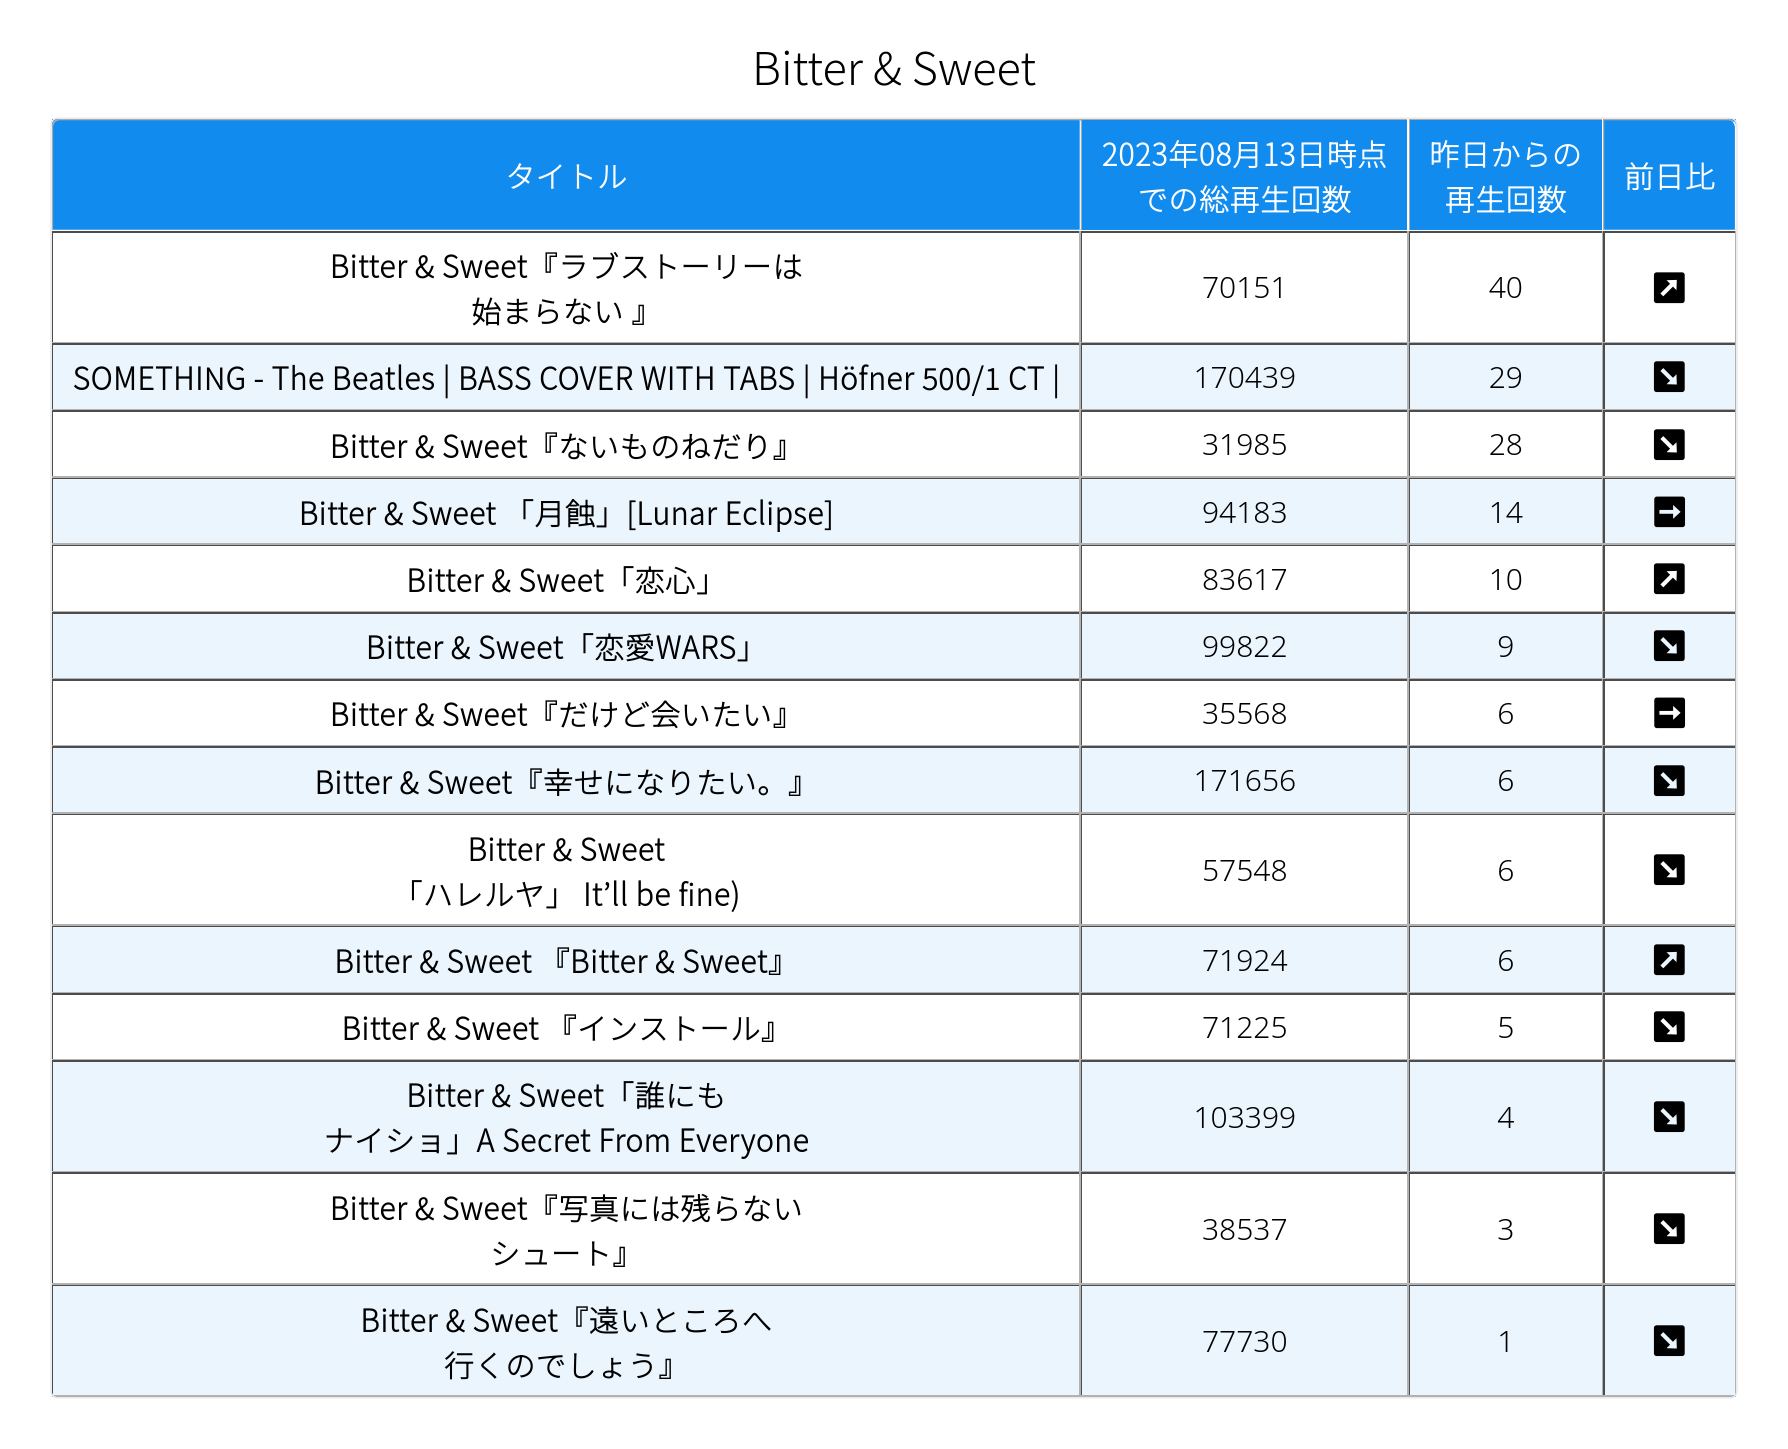 Bitter & Sweet
タイトル
2023年08月13日時点
での総再生回数
昨日からの
再生回数
前日比
Bitter & Sweet『ラブストーリーは
始まらない 』
70151
40
↗
SOMETHING - The Beatles | BASS COVER WITH TABS | Höfner 500/1 CT |
170439
29
↘
Bitter & Sweet『ないものねだり』
31985
28
↘
Bitter & Sweet 「月蝕」[Lunar Eclipse]
94183
14
→
Bitter & Sweet「恋心」
83617
10
↗
Bitter & Sweet「恋愛WARS」
99822
9
↘
Bitter & Sweet『だけど会いたい』
35568
6
→
Bitter & Sweet『幸せになりたい。』
171656
6
↘
Bitter & Sweet
「ハレルヤ」 It’ll be fine)
57548
6
↘
Bitter & Sweet 『Bitter & Sweet』
71924
6
↗
Bitter & Sweet 『インストール』
71225
5
↘
Bitter & Sweet「誰にも
ナイショ」A Secret From Everyone
103399
4
↘
Bitter & Sweet『写真には残らない
シュート』
38537
3
↘
Bitter & Sweet『遠いところへ
行くのでしょう』
77730
1
↘